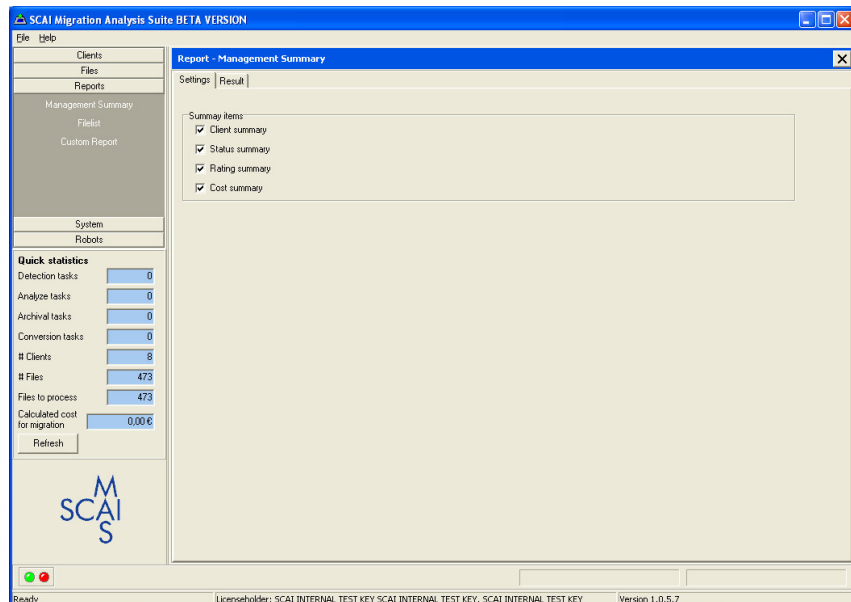 SCAI Migration Analysis Suite BETA VERSION
File Help
Clients
Files
Reports
Management Summary
Filelist
Custom Report
System
Robots
Quick statistics
Detection tasks 0
Analyze tasks 0
Archival tasks 0
Conversion tasks 0
# Clients 8
# Files 473
Files to process 473
Calculated cost
for migration 0,00 €
Refresh
M
SCAI
S
Report - Management Summary
Settings Result
Summay items
Client summary
Status summary
Rating summary
Cost summary
Ready Licenseholder: SCAI INTERNAL TEST KEY SCAI INTERNAL TEST KEY, SCAI INTERNAL TEST KEY Version 1.0.5.7